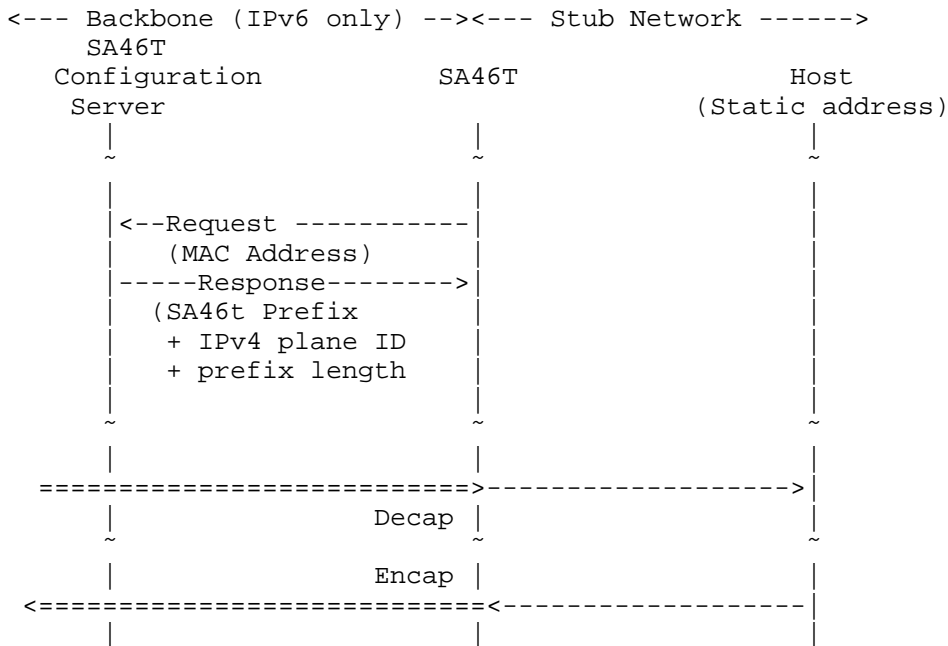 <--- Backbone (IPv6 only) --><--- Stub Network ------>
SA46T
Configuration SA46T Host
Server (Static address)
<--Request -----------
(MAC Address)
-----Response-------->
(SA46t Prefix
+ IPv4 plane ID
+ prefix length
===========================>------------------->
Decap
Encap
<============================<-------------------